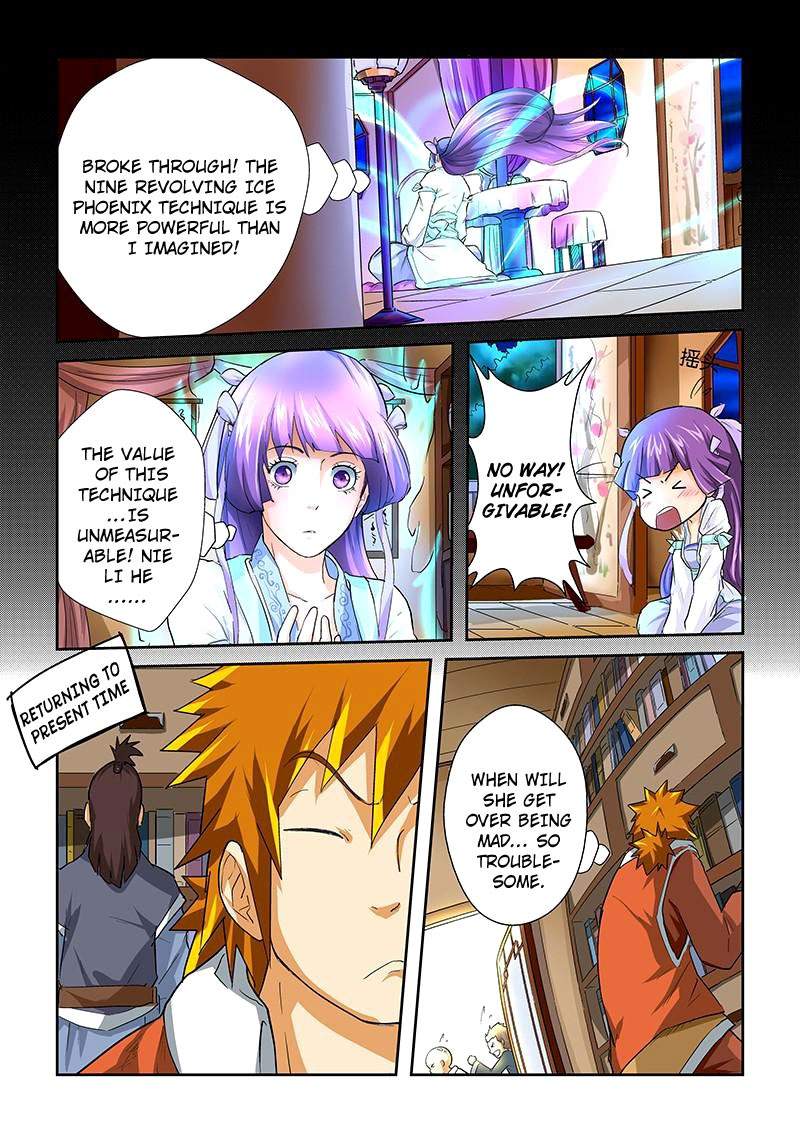 BROKE THROUGH! THE
NINE REVOLVING ICE
PHOENIX TECHNIQUE IS
MORE POWERFUL THAN
I IMAGINED!
THE VALUE
OF THIS
TECHNIQUE
...IS
UNMEASUR-
ABLE! NIE
LI HE
......
摇头
NO WAY!
UNFOR-
GIVABLE!
RETURNING TO
PRESENT TIME
WHEN WILL
SHE GET
OVER BEING
MAD... SO
TROUBLE-
SOME.